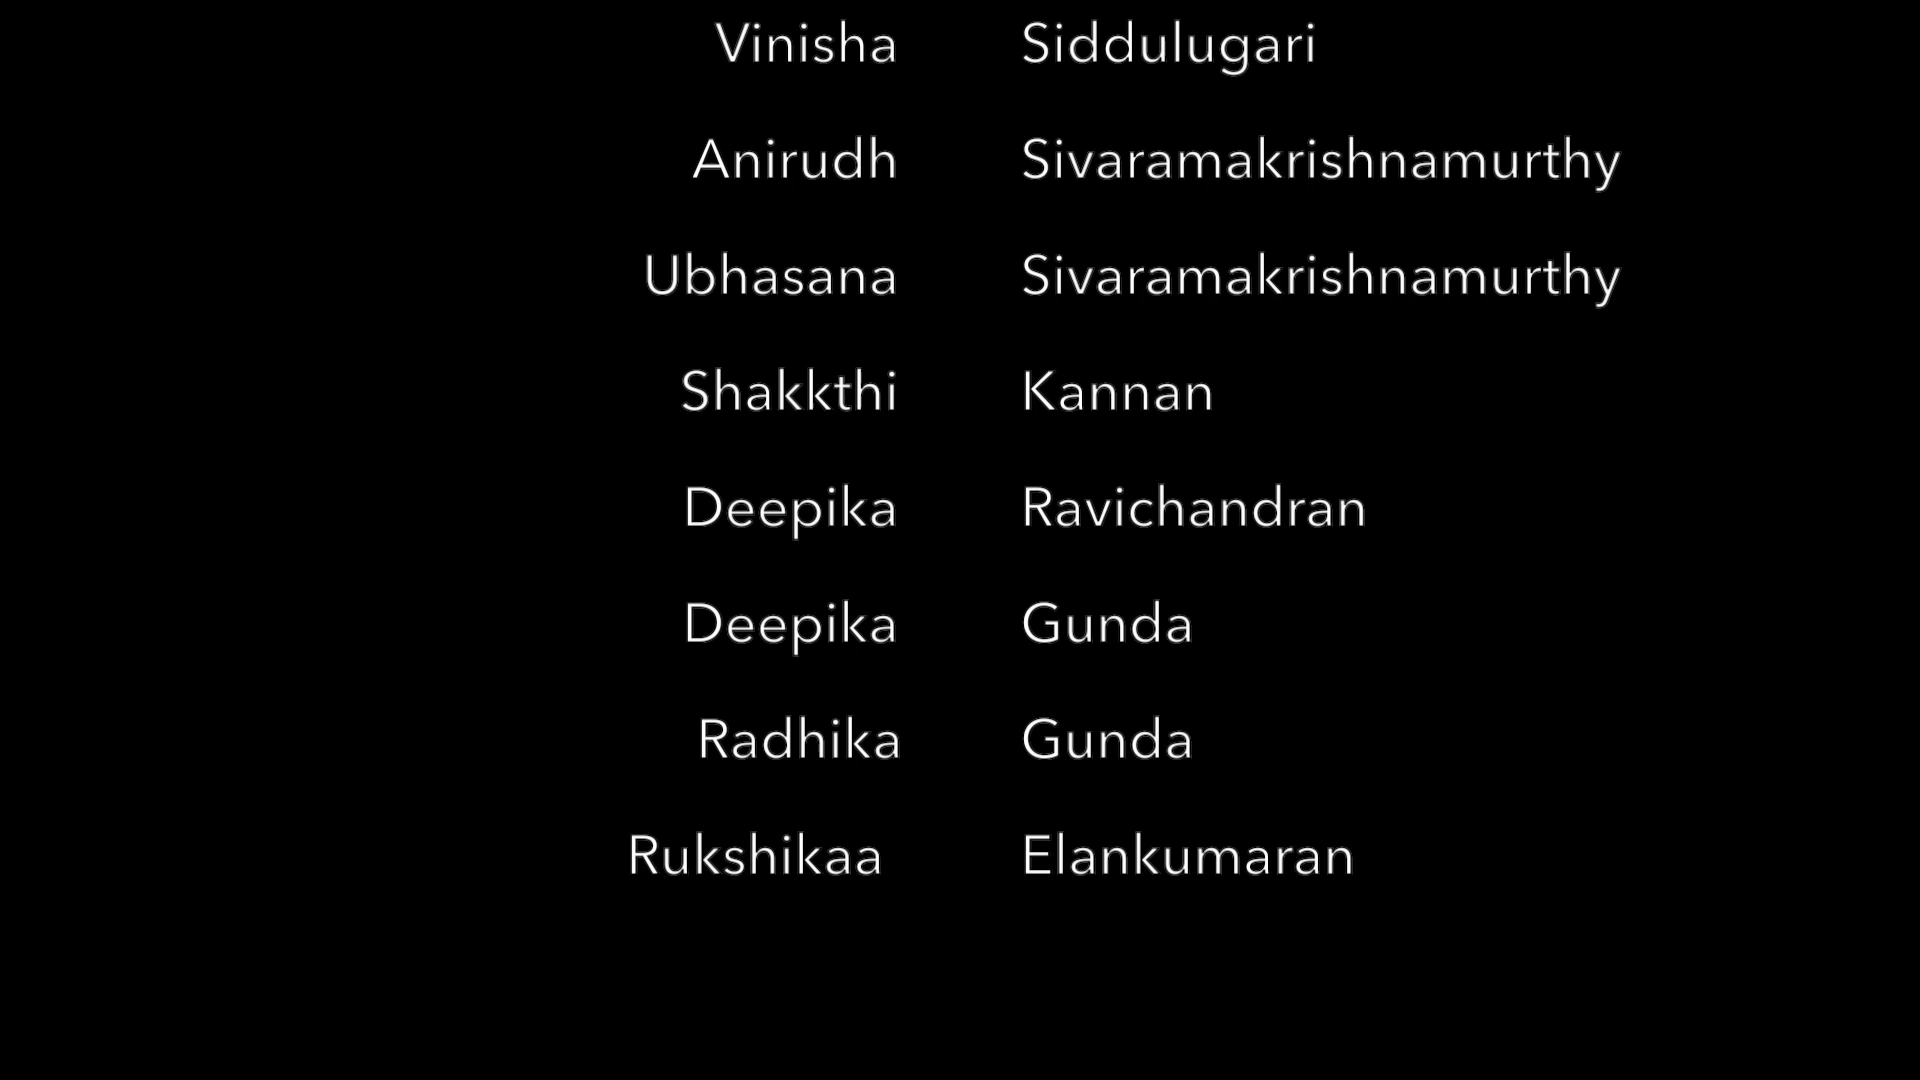 Vinisha Siddulugari
Anirudh Sivaramakrishnamurthy
Ubhasana Sivaramakrishnamurthy
Shakkthi Kannan
Deepika Ravichandran
Deepika Gunda
Radhika Gunda
Rukshikaa Elankumaran